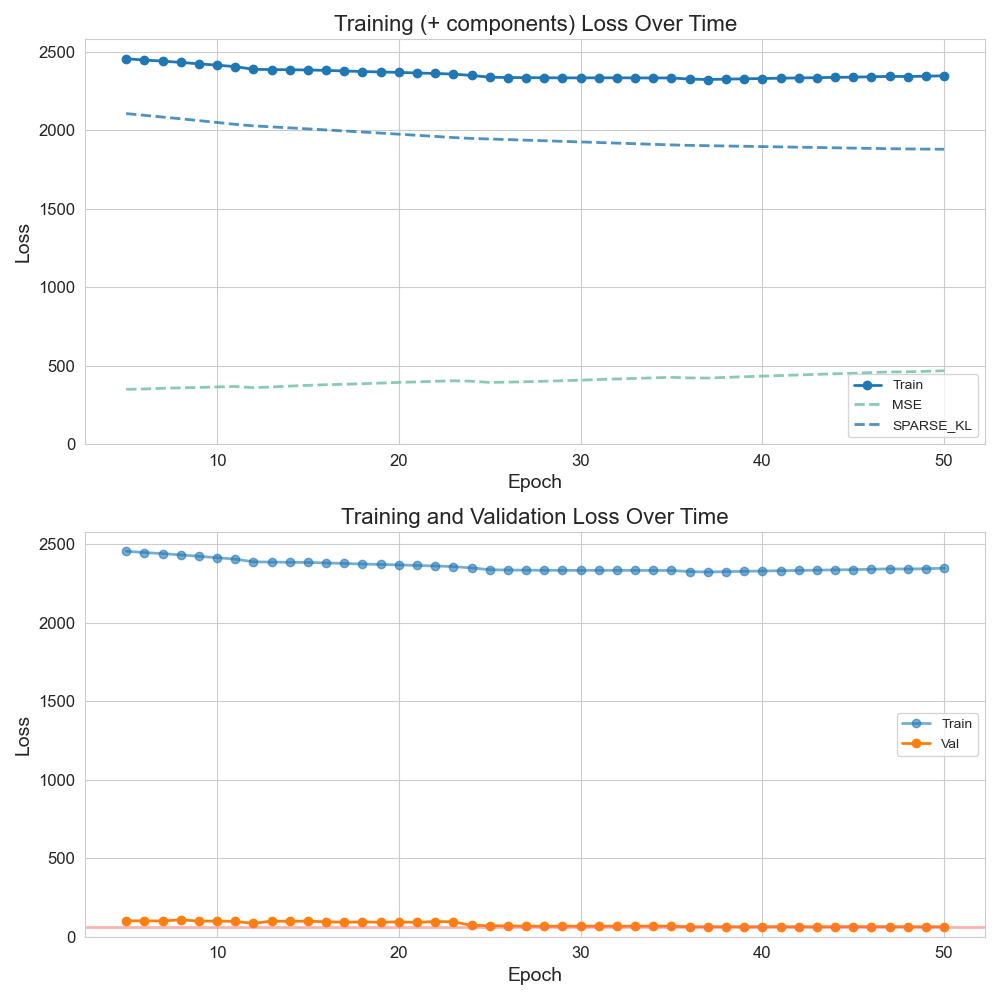 Training (+ components) Loss Over Time
2500
2000
1500
1000
500
0
Loss
10 20 30 40 50
Epoch
Train
MSE
SPARSE_KL
Training and Validation Loss Over Time
2500
2000
1500
1000
500
0
Loss
10 20 30 40 50
Epoch
Train
Val